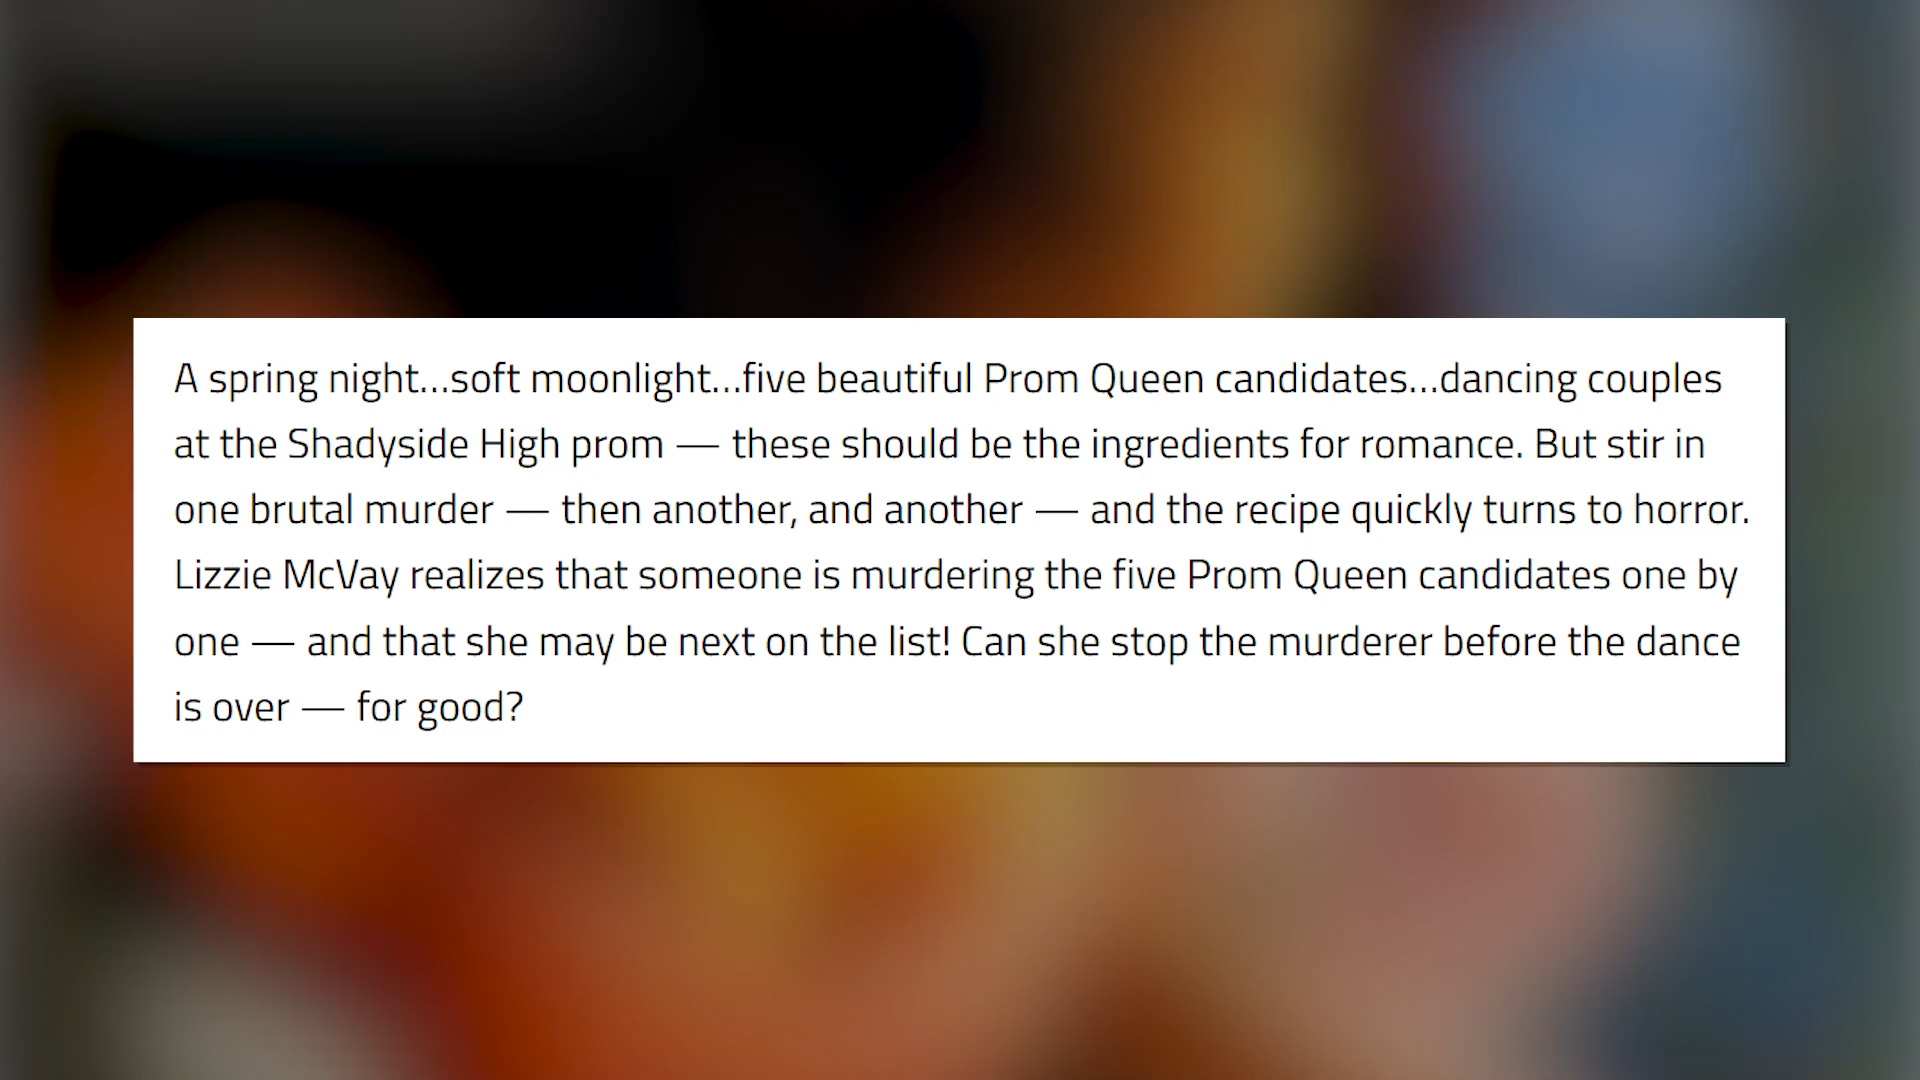 A spring night...soft moonlight...five beautiful Prom Queen candidates...dancing couples
at the Shadyside High prom — these should be the ingredients for romance. But stir in
one brutal murder — then another, and another — and the recipe quickly turns to horror.
Lizzie McVay realizes that someone is murdering the five Prom Queen candidates one by
one — and that she may be next on the list! Can she stop the murderer before the dance
is over — for good?